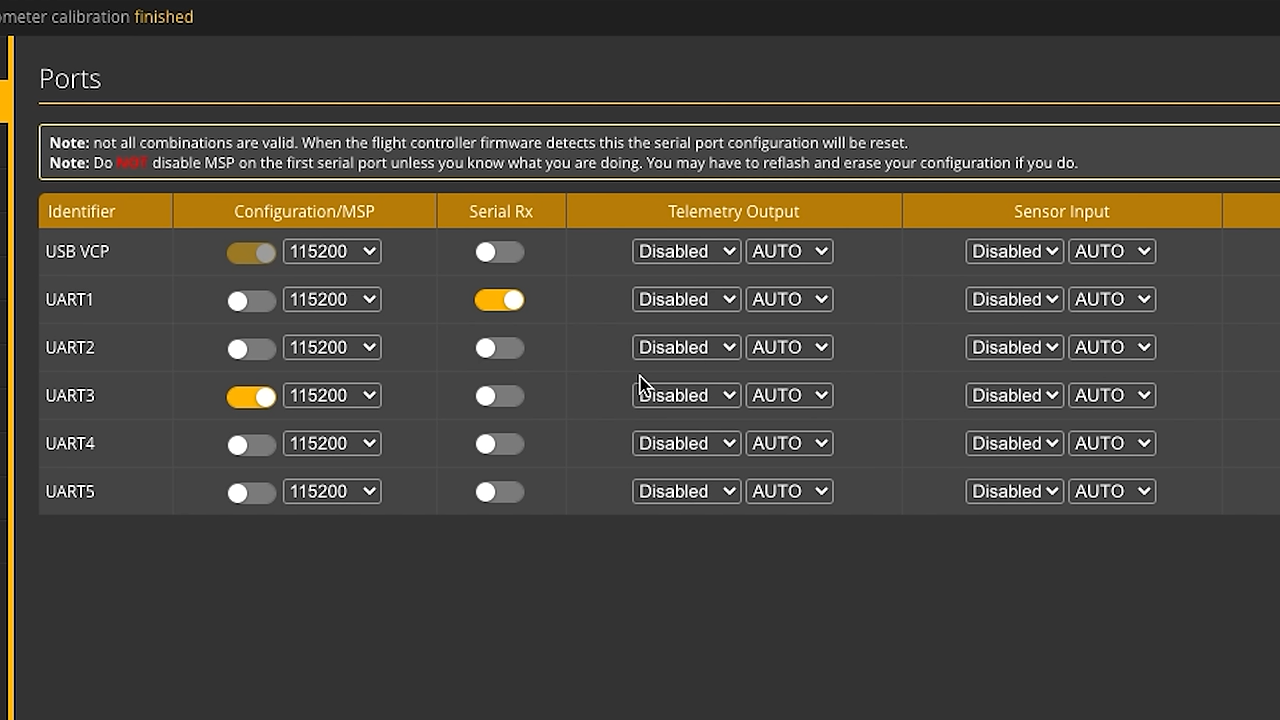 ometer calibration finished
Ports
Note: not all combinations are valid. When the flight controller firmware detects this the serial port configuration will be reset.
Note: Do NOT disable MSP on the first serial port unless you know what you are doing. You may have to reflash and erase your configuration if you do.
Identifier Configuration/MSP Serial Rx Telemetry Output Sensor Input
USB VCP 115200 Disabled AUTO Disabled AUTO
UART1 115200 Disabled AUTO Disabled AUTO
UART2 115200 Disabled AUTO Disabled AUTO
UART3 115200 Disabled AUTO Disabled AUTO
UART4 115200 Disabled AUTO Disabled AUTO
UART5 115200 Disabled AUTO Disabled AUTO